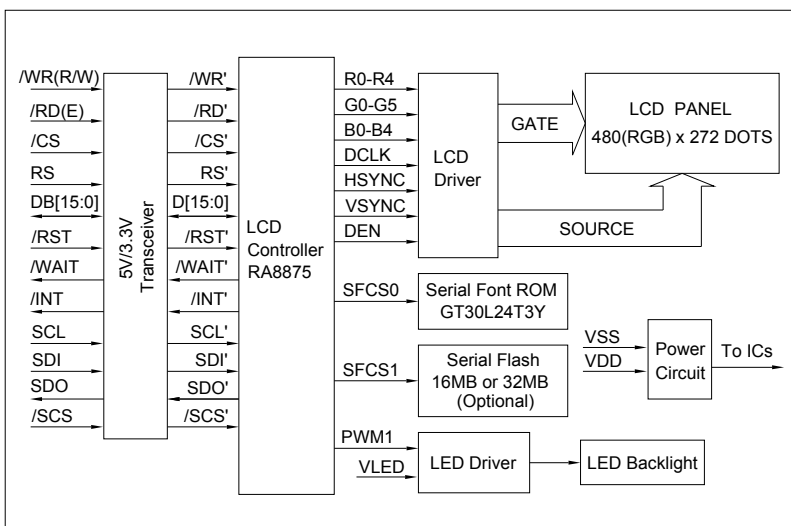 /WR(R/W)
/RD(E)
/CS
RS
DB[15:0]
/RST
/WAIT
/INT
SCL
SDI
SDO
/SCS
5V/3.3V
Transceiver
/WR'
/RD'
/CS'
RS'
D[15:0]
/RST'
/WAIT'
/INT'
SCL'
SDI'
SDO'
/SCS'
LCD
Controller
RA8875
R0-R4
G0-G5
B0-B4
DCLK
HSYNC
VSYNC
DEN
SFCS0
SFCS1
PWM1
VLED
LCD
Driver
GATE
SOURCE
LCD PANEL
480(RGB) x 272 DOTS
Serial Font ROM
GT30L24T3Y
Serial Flash
16MB or 32MB
(Optional)
LED Driver
LED Backlight
VSS
VDD
Power
Circuit
To ICs